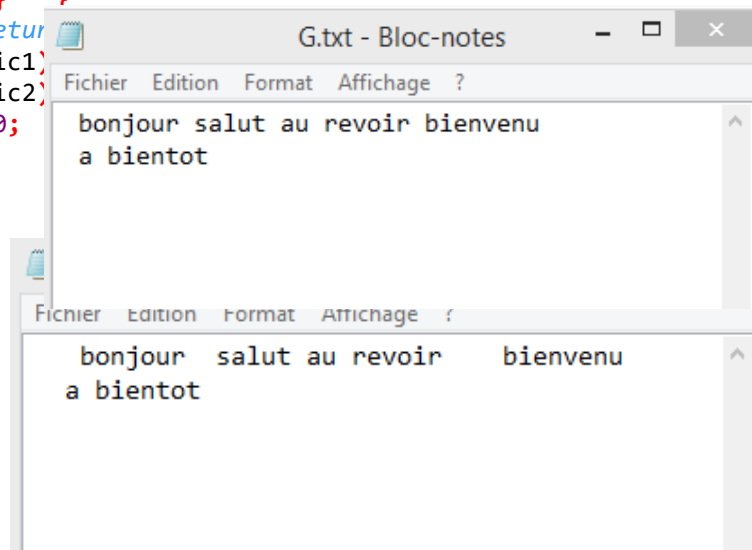 etur
ic1)
ic2)
0;
G.txt - Bloc-notes
Fichier Edition Format Affichage ?
bonjour salut au revoir bienvenu
a bientot
Fichier Edition Format Affichage ?
bonjour  salut au revoir    bienvenu
a bientot